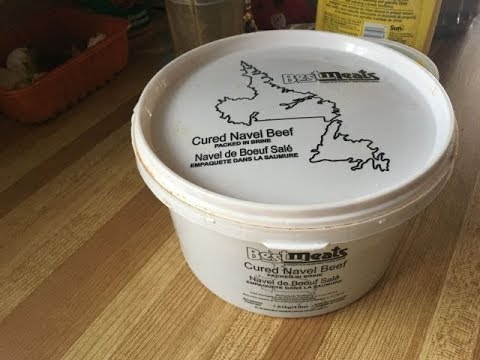 BestMeats
Cured Navel Beef
PACKED IN BRINE
Navel de Boeuf Salé
EMPAQUETÉ DANS LA SAUMURE
BestMeats
Cured Navel Beef
PACKED IN BRINE
Navel de Boeuf Salé
EMPAQUETÉ DANS LA SAUMURE